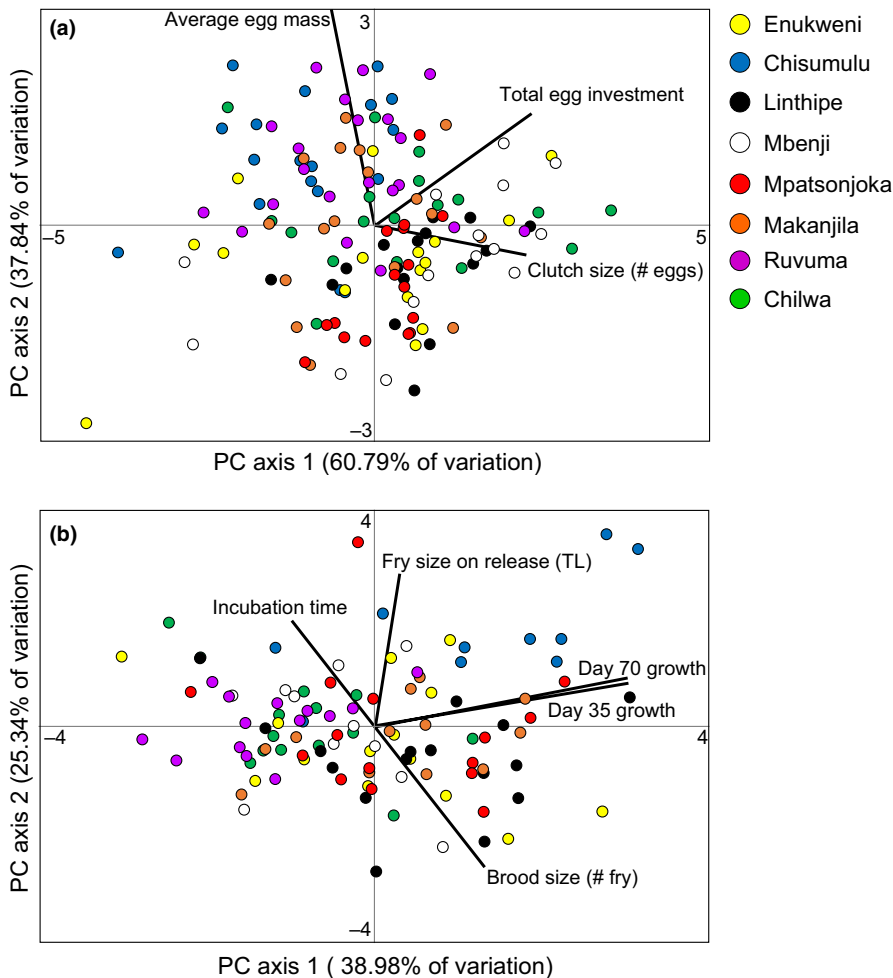 (a)
Average egg mass
3
Total egg investment
–5
5
Clutch size (# eggs)
–3
PC axis 2 (37.84% of variation)
PC axis 1 (60.79% of variation)
Enukweni
Chisumulu
Linthipe
Mbenji
Mpatsonjoka
Makanjila
Ruvuma
Chilwa
(b)
4
Fry size on release (TL)
Incubation time
Day 70 growth
Day 35 growth
–4
4
Brood size (# fry)
–4
PC axis 2 (25.34% of variation)
PC axis 1 ( 38.98% of variation)